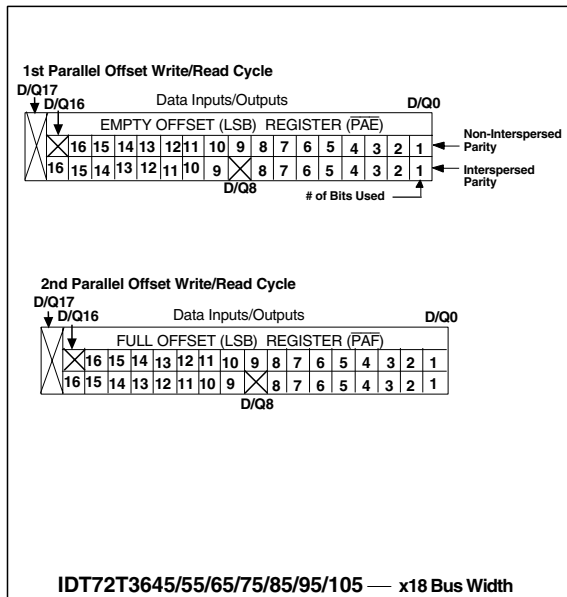 1st Parallel Offset Write/Read Cycle
D/Q17
D/Q16
Data Inputs/Outputs
D/Q0
EMPTY OFFSET (LSB) REGISTER (PAE)
16 15 14 13 12 11 10 9 8 7 6 5 4 3 2 1
Non-Interspersed
Parity
16 15 14 13 12 11 10 9 8 7 6 5 4 3 2 1
Interspersed
Parity
D/Q8
# of Bits Used
2nd Parallel Offset Write/Read Cycle
D/Q17
D/Q16
Data Inputs/Outputs
D/Q0
FULL OFFSET (LSB) REGISTER (PAF)
16 15 14 13 12 11 10 9 8 7 6 5 4 3 2 1
16 15 14 13 12 11 10 9 8 7 6 5 4 3 2 1
D/Q8
IDT72T3645/55/65/75/85/95/105 — x18 Bus Width